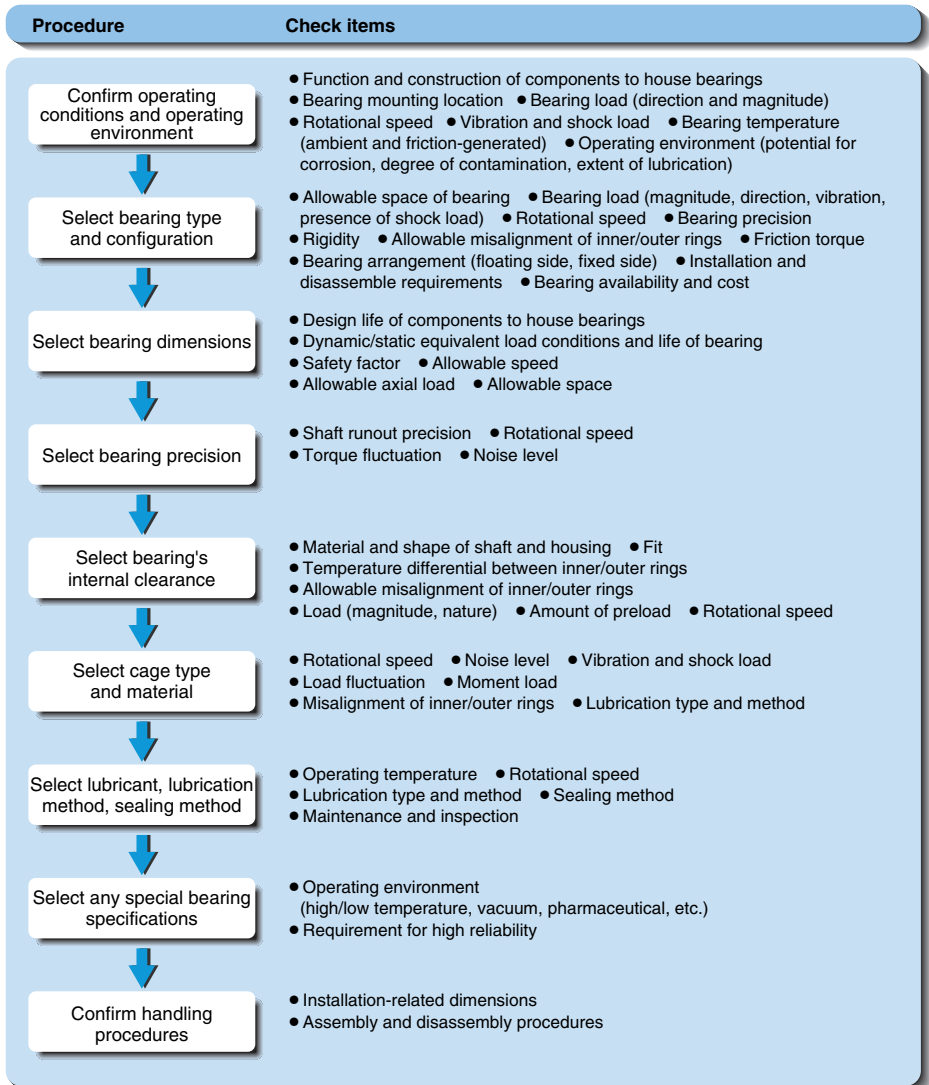 Procedure Check items
Confirm operating
conditions and operating
environment
● Function and construction of components to house bearings
● Bearing mounting location ● Bearing load (direction and magnitude)
● Rotational speed ● Vibration and shock load ● Bearing temperature
(ambient and friction-generated) ● Operating environment (potential for
corrosion, degree of contamination, extent of lubrication)
Select bearing type
and configuration
● Allowable space of bearing ● Bearing load (magnitude, direction, vibration,
presence of shock load) ● Rotational speed ● Bearing precision
● Rigidity ● Allowable misalignment of inner/outer rings ● Friction torque
● Bearing arrangement (floating side, fixed side) ● Installation and
disassemble requirements ● Bearing availability and cost
Select bearing dimensions
● Design life of components to house bearings
● Dynamic/static equivalent load conditions and life of bearing
● Safety factor ● Allowable speed
● Allowable axial load ● Allowable space
Select bearing precision
● Shaft runout precision ● Rotational speed
● Torque fluctuation ● Noise level
Select bearing's
internal clearance
● Material and shape of shaft and housing ● Fit
● Temperature differential between inner/outer rings
● Allowable misalignment of inner/outer rings
● Load (magnitude, nature) ● Amount of preload ● Rotational speed
Select cage type
and material
● Rotational speed ● Noise level ● Vibration and shock load
● Load fluctuation ● Moment load
● Misalignment of inner/outer rings ● Lubrication type and method
Select lubricant, lubrication
method, sealing method
● Operating temperature ● Rotational speed
● Lubrication type and method ● Sealing method
● Maintenance and inspection
Select any special bearing
specifications
● Operating environment
(high/low temperature, vacuum, pharmaceutical, etc.)
● Requirement for high reliability
Confirm handling
procedures
● Installation-related dimensions
● Assembly and disassembly procedures